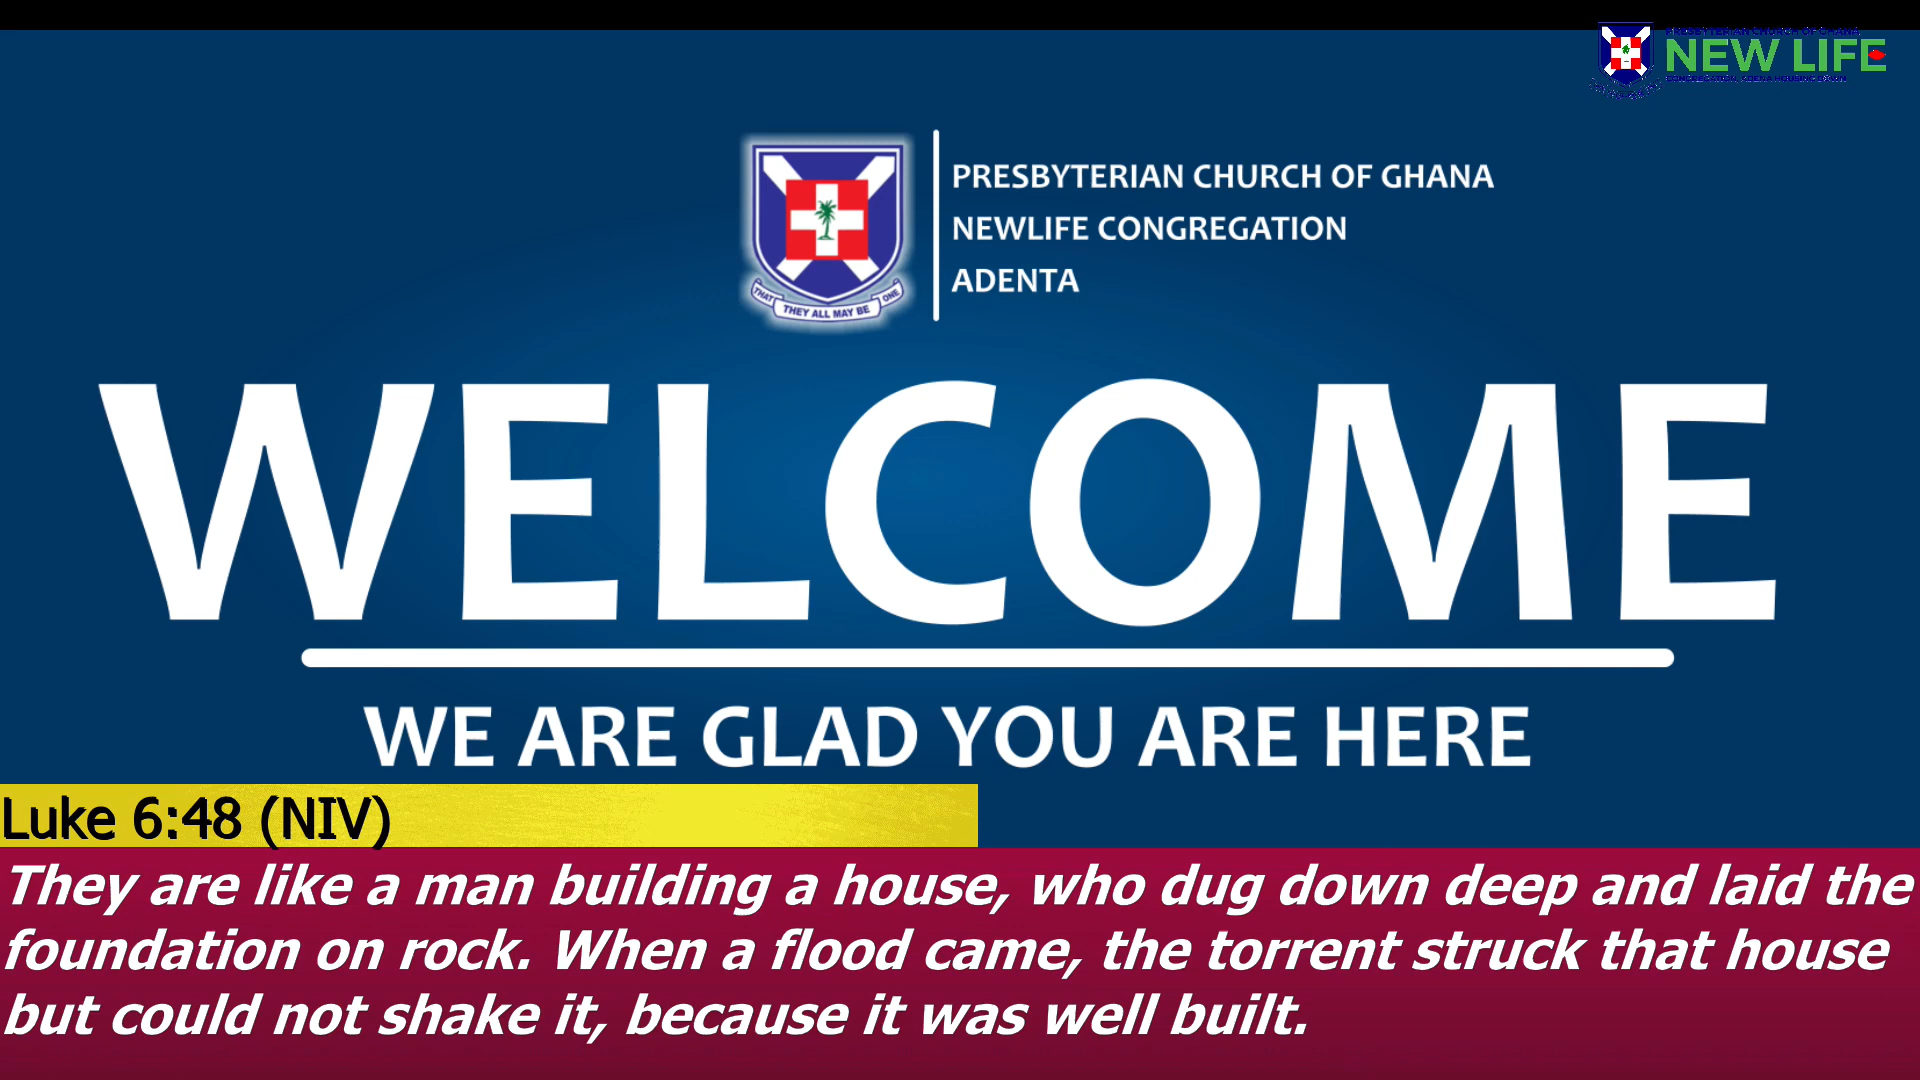 NEW LIFE
PRESBYTERIAN CHURCH OF GHANA
NEWLIFE CONGREGATION
ADENTA
THAT THEY ALL MAY BE ONE
WELCOME
WE ARE GLAD YOU ARE HERE
Luke 6:48 (NIV)
They are like a man building a house, who dug down deep and laid the
foundation on rock. When a flood came, the torrent struck that house
but could not shake it, because it was well built.